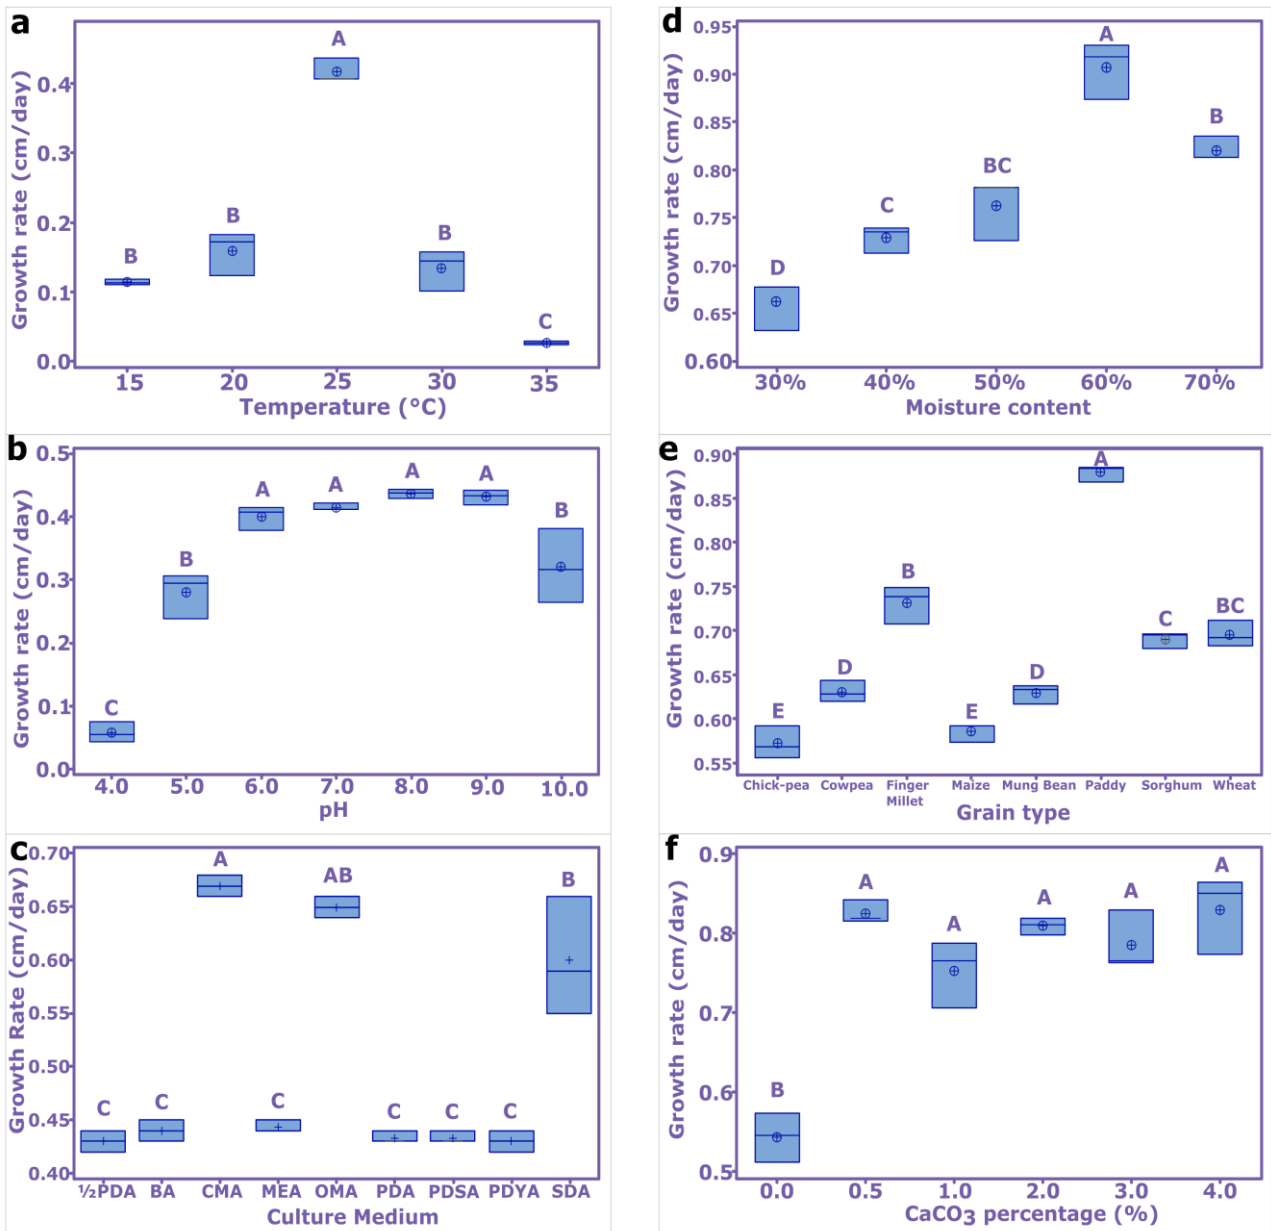 a
Growth rate (cm/day)
A
0.4
0.3
B
0.2
B
B
0.1
C
0.0
15 20 25 30 35
Temperature (°C)
d
Growth rate (cm/day)
0.95
A
0.90
0.85
B
0.80
BC
0.75
C
0.70
D
0.65
0.60
30% 40% 50% 60% 70%
Moisture content
b
Growth rate (cm/day)
0.5
A A A A
0.4
B
B
0.3
0.2
0.1
C
0.0
4.0 5.0 6.0 7.0 8.0 9.0 10.0
pH
e
Growth rate (cm/day)
0.90
A
0.85
0.80
B
0.75
BC
C
0.70
D D
0.65
E E
0.60
0.55
Chick-pea Cowpea Finger Maize Mung Bean Paddy Sorghum Wheat
Millet
Grain type
c
Growth Rate (cm/day)
0.70
A
AB
B
0.65
0.60
0.55
0.50
0.45
C C C C C C
0.40
½PDA BA CMA MEA OMA PDA PDSA PDYA SDA
Culture Medium
f
Growth rate (cm/day)
0.9
A A A A A
0.8
0.7
0.6
B
0.5
0.0 0.5 1.0 2.0 3.0 4.0
CaCO₃ percentage (%)